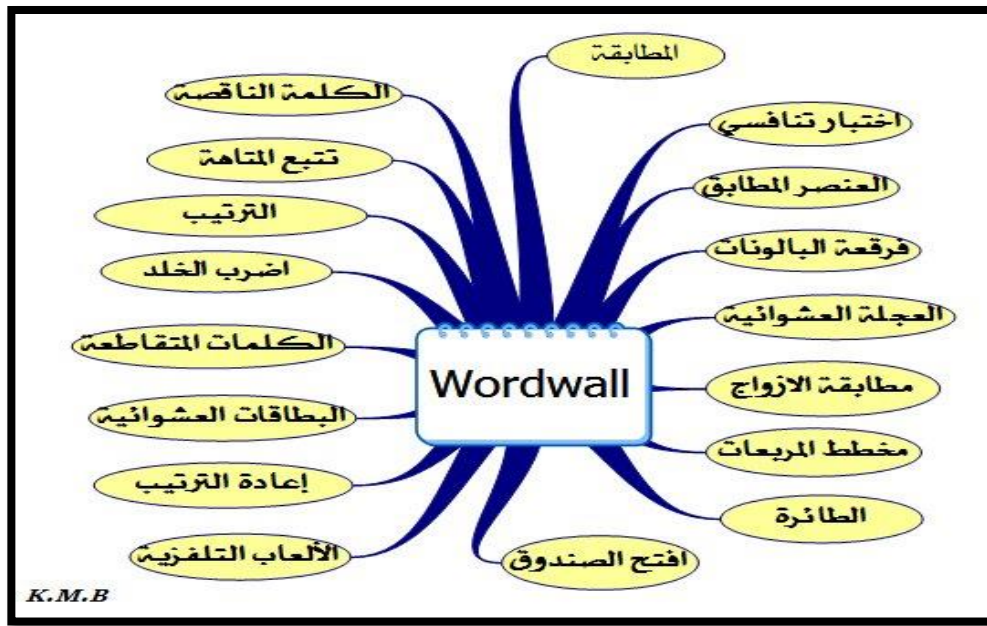 المطابقة
اختبار تنافسي
العنصر المطابق
فرقعة البالونات
العجلة العشوائية
مطابقة الازواج
مخطط المربعات
الطائرة
افتح الصندوق
الكلمة الناقصة
تتبع المتاهة
الترتيب
اضرب الخلد
الكلمات المتقاطعة
البطاقات العشوائية
إعادة الترتيب
الألعاب التلفزية
Wordwall
K.M.B